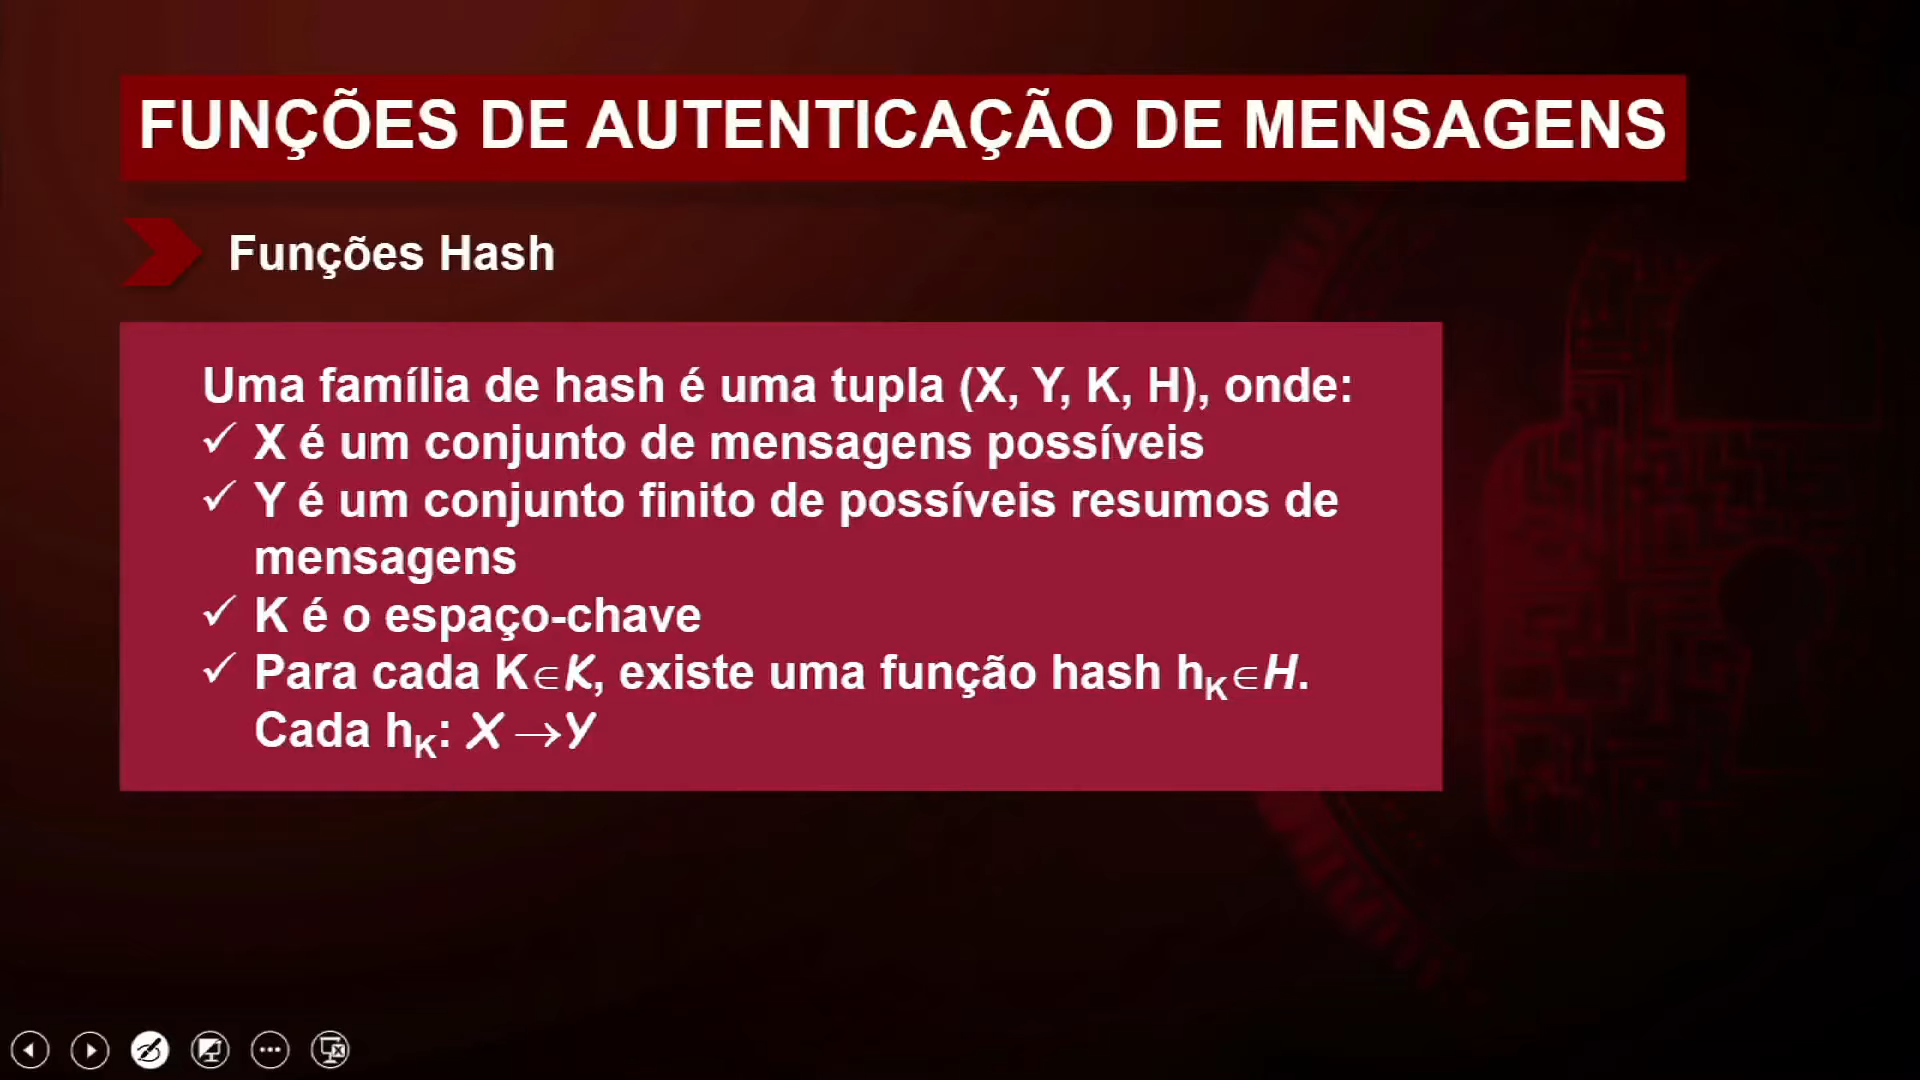 FUNÇÕES DE AUTENTICAÇÃO DE MENSAGENS
Funções Hash
Uma família de hash é uma tupla (X, Y, K, H), onde:
✓ X é um conjunto de mensagens possíveis
✓ Y é um conjunto finito de possíveis resumos de
mensagens
✓ K é o espaço-chave
✓ Para cada K∈K, existe uma função hash hK∈H.
Cada hK: X →Y